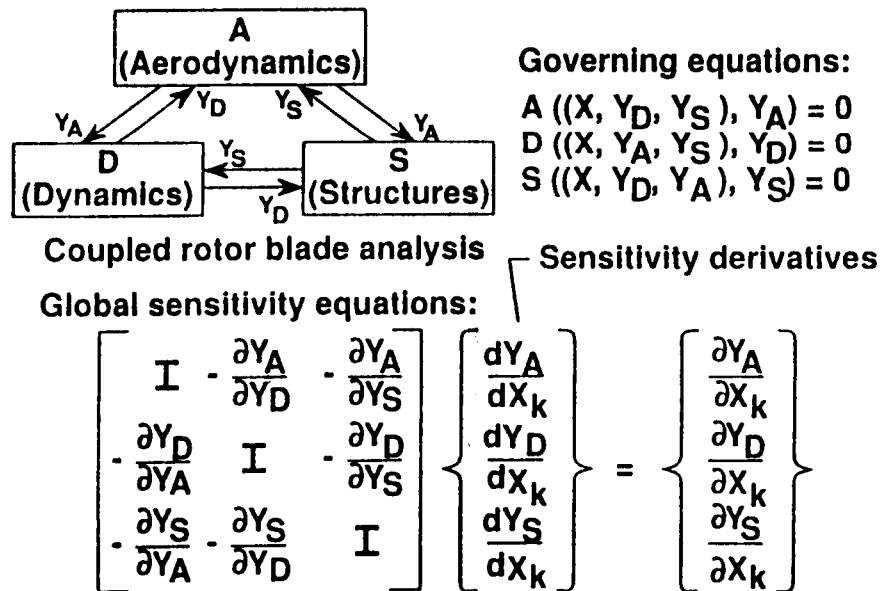 A
(Aerodynamics)
Y_A
Y_D
Y_S
Y_A
D
(Dynamics)
Y_S
Y_D
S
(Structures)
Coupled rotor blade analysis
Governing equations:
A ((X, Y_D, Y_S), Y_A) = 0
D ((X, Y_A, Y_S), Y_D) = 0
S ((X, Y_D, Y_A), Y_S) = 0
Sensitivity derivatives
Global sensitivity equations:
I - ∂Y_A/∂Y_D - ∂Y_A/∂Y_S
- ∂Y_D/∂Y_A I - ∂Y_D/∂Y_S
- ∂Y_S/∂Y_A - ∂Y_S/∂Y_D I
dY_A/dX_k
dY_D/dX_k
dY_S/dX_k
=
∂Y_A/∂X_k
∂Y_D/∂X_k
∂Y_S/∂X_k